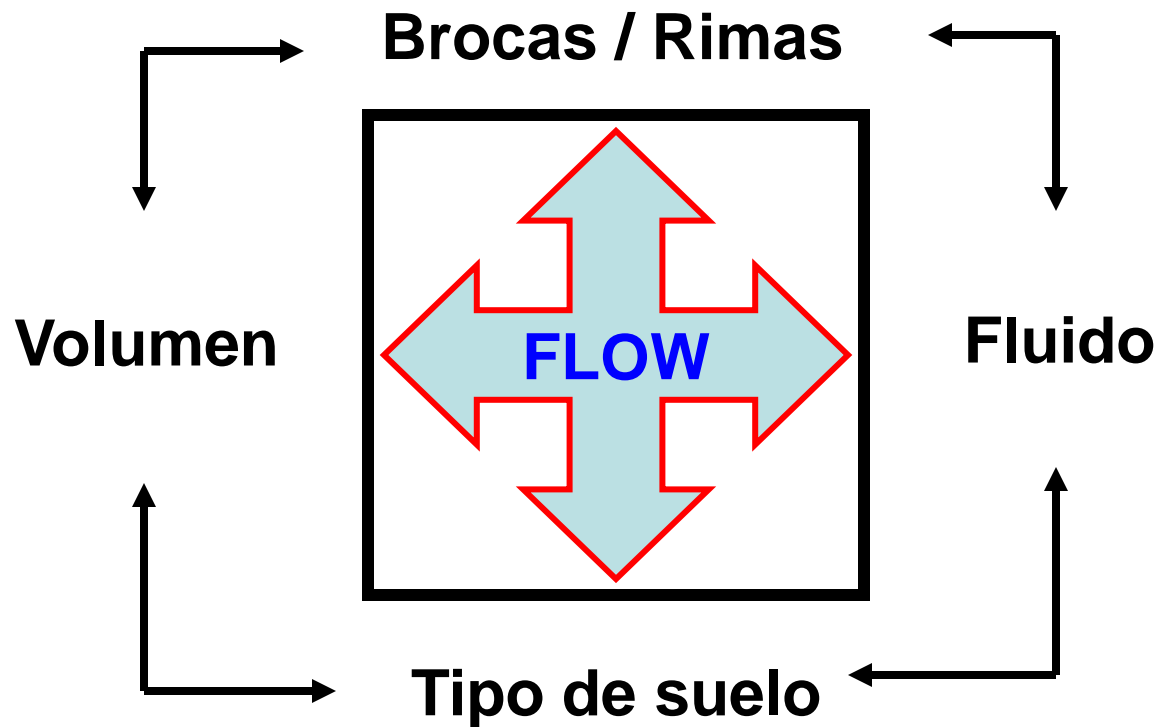 Brocas / Rimas
Volumen
FLOW
Fluido
Tipo de suelo